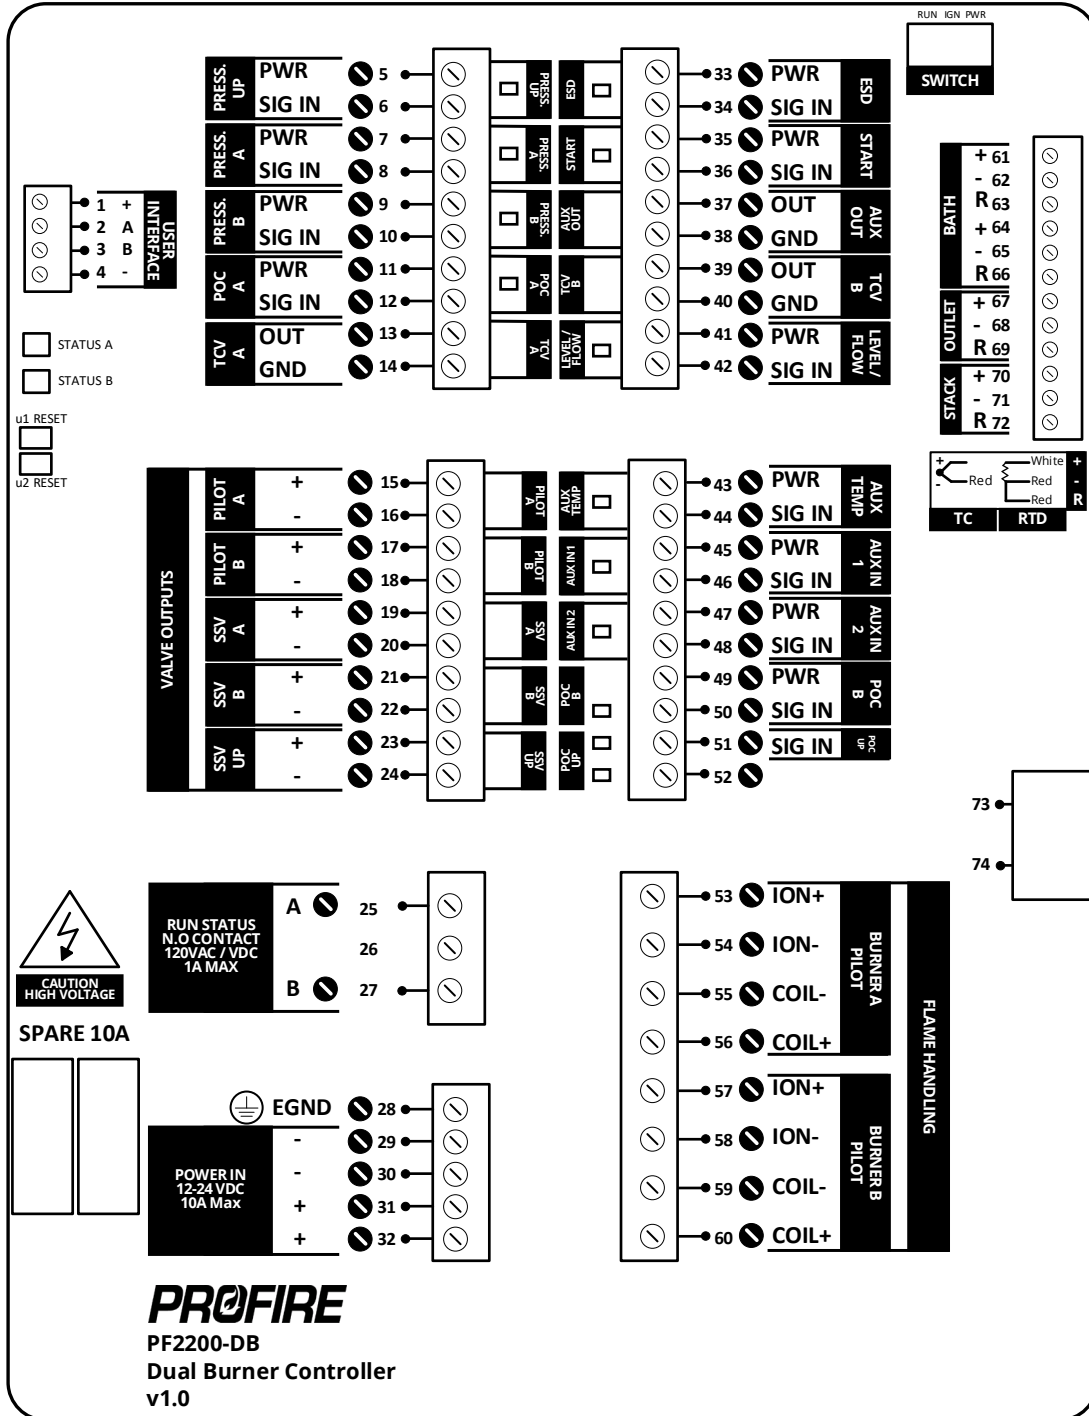 RUN IGN PWR
SWITCH
PRESS. UP
PWR 5
SIG IN 6
PRESS. A
PWR 7
SIG IN 8
PRESS. B
PWR 9
SIG IN 10
POC A
PWR 11
SIG IN 12
TCV A
OUT 13
GND 14
PRESS. UP
PRESS. A
PRESS. B
POC A
TCV A
ESD
START
AUX OUT
TCV B
LEVEL / FLOW
33 PWR
34 SIG IN
ESD
35 PWR
36 SIG IN
START
37 OUT
38 GND
AUX OUT
39 OUT
40 GND
TCV B
41 PWR
42 SIG IN
LEVEL / FLOW
1 +
2 A
3 B
4 -
USER INTERFACE
STATUS A
STATUS B
u1 RESET
u2 RESET
BATH
+ 61
- 62
R 63
+ 64
- 65
R 66
OUTLET
+ 67
- 68
R 69
STACK
+ 70
- 71
R 72
+ White +
- Red Red -
Red R
TC RTD
VALVE OUTPUTS
PILOT A
+ 15
- 16
PILOT B
+ 17
- 18
SSV A
+ 19
- 20
SSV B
+ 21
- 22
SSV UP
+ 23
- 24
PILOT A
PILOT B
SSV A
SSV B
SSV UP
AUX TEMP
AUX IN1
AUX IN2
POC B
POC UP
43 PWR
44 SIG IN
AUX TEMP
45 PWR
46 SIG IN
AUX IN 1
47 PWR
48 SIG IN
AUX IN 2
49 PWR
50 SIG IN
POC B
51 SIG IN
POC UP
52
73
74
CAUTION
HIGH VOLTAGE
RUN STATUS
N.O CONTACT
120VAC / VDC
1A MAX
A 25
26
B 27
SPARE 10A
EGND 28
POWER IN
12-24 VDC
10A Max
- 29
- 30
+ 31
+ 32
53 ION+
54 ION-
55 COIL-
56 COIL+
BURNER A PILOT
57 ION+
58 ION-
59 COIL-
60 COIL+
BURNER B PILOT
FLAME HANDLING
PROFIRE
PF2200-DB
Dual Burner Controller
v1.0